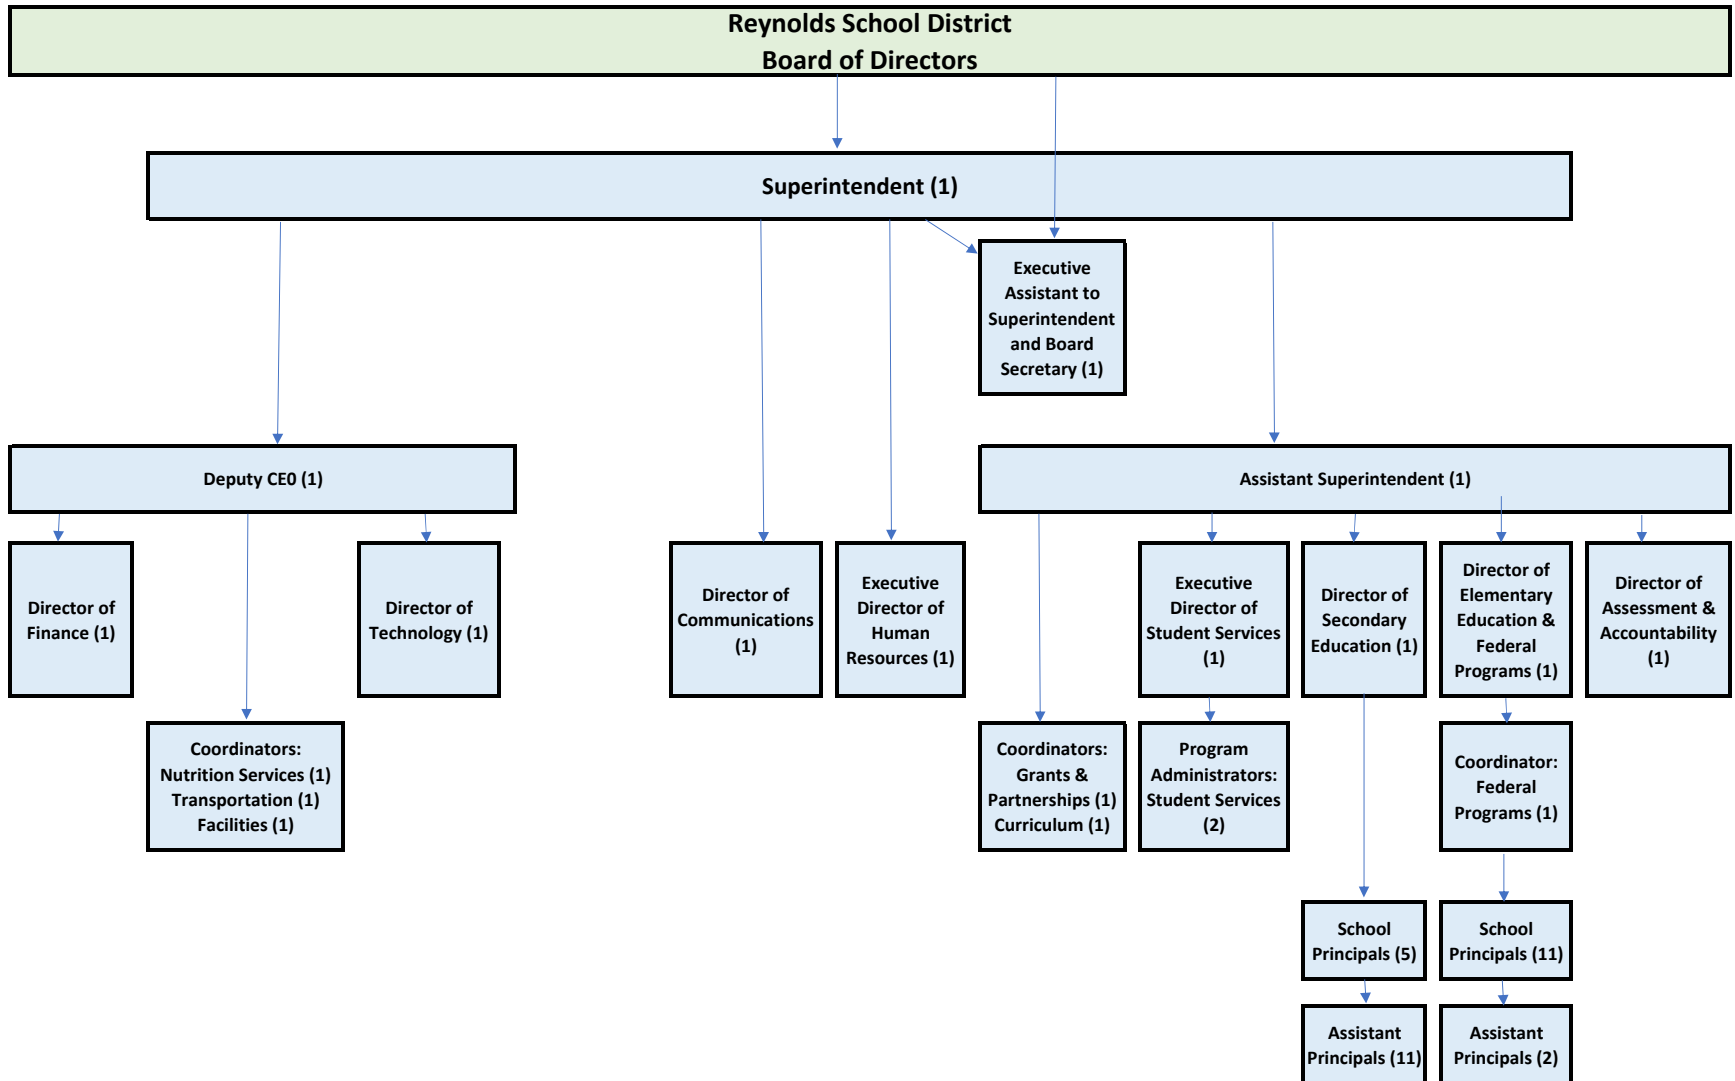 Reynolds School District
Board of Directors
Superintendent (1)
Executive
Assistant to
Superintendent
and Board
Secretary (1)
Deputy CE0 (1)
Assistant Superintendent (1)
Director of
Finance (1)
Director of
Technology (1)
Director of
Communications
(1)
Executive
Director of
Human
Resources (1)
Executive
Director of
Student Services
(1)
Director of
Secondary
Education (1)
Director of
Elementary
Education &
Federal
Programs (1)
Director of
Assessment &
Accountability
(1)
Coordinators:
Nutrition Services (1)
Transportation (1)
Facilities (1)
Coordinators:
Grants &
Partnerships (1)
Curriculum (1)
Program
Administrators:
Student Services
(2)
Coordinator:
Federal
Programs (1)
School
Principals (5)
School
Principals (11)
Assistant
Principals (11)
Assistant
Principals (2)